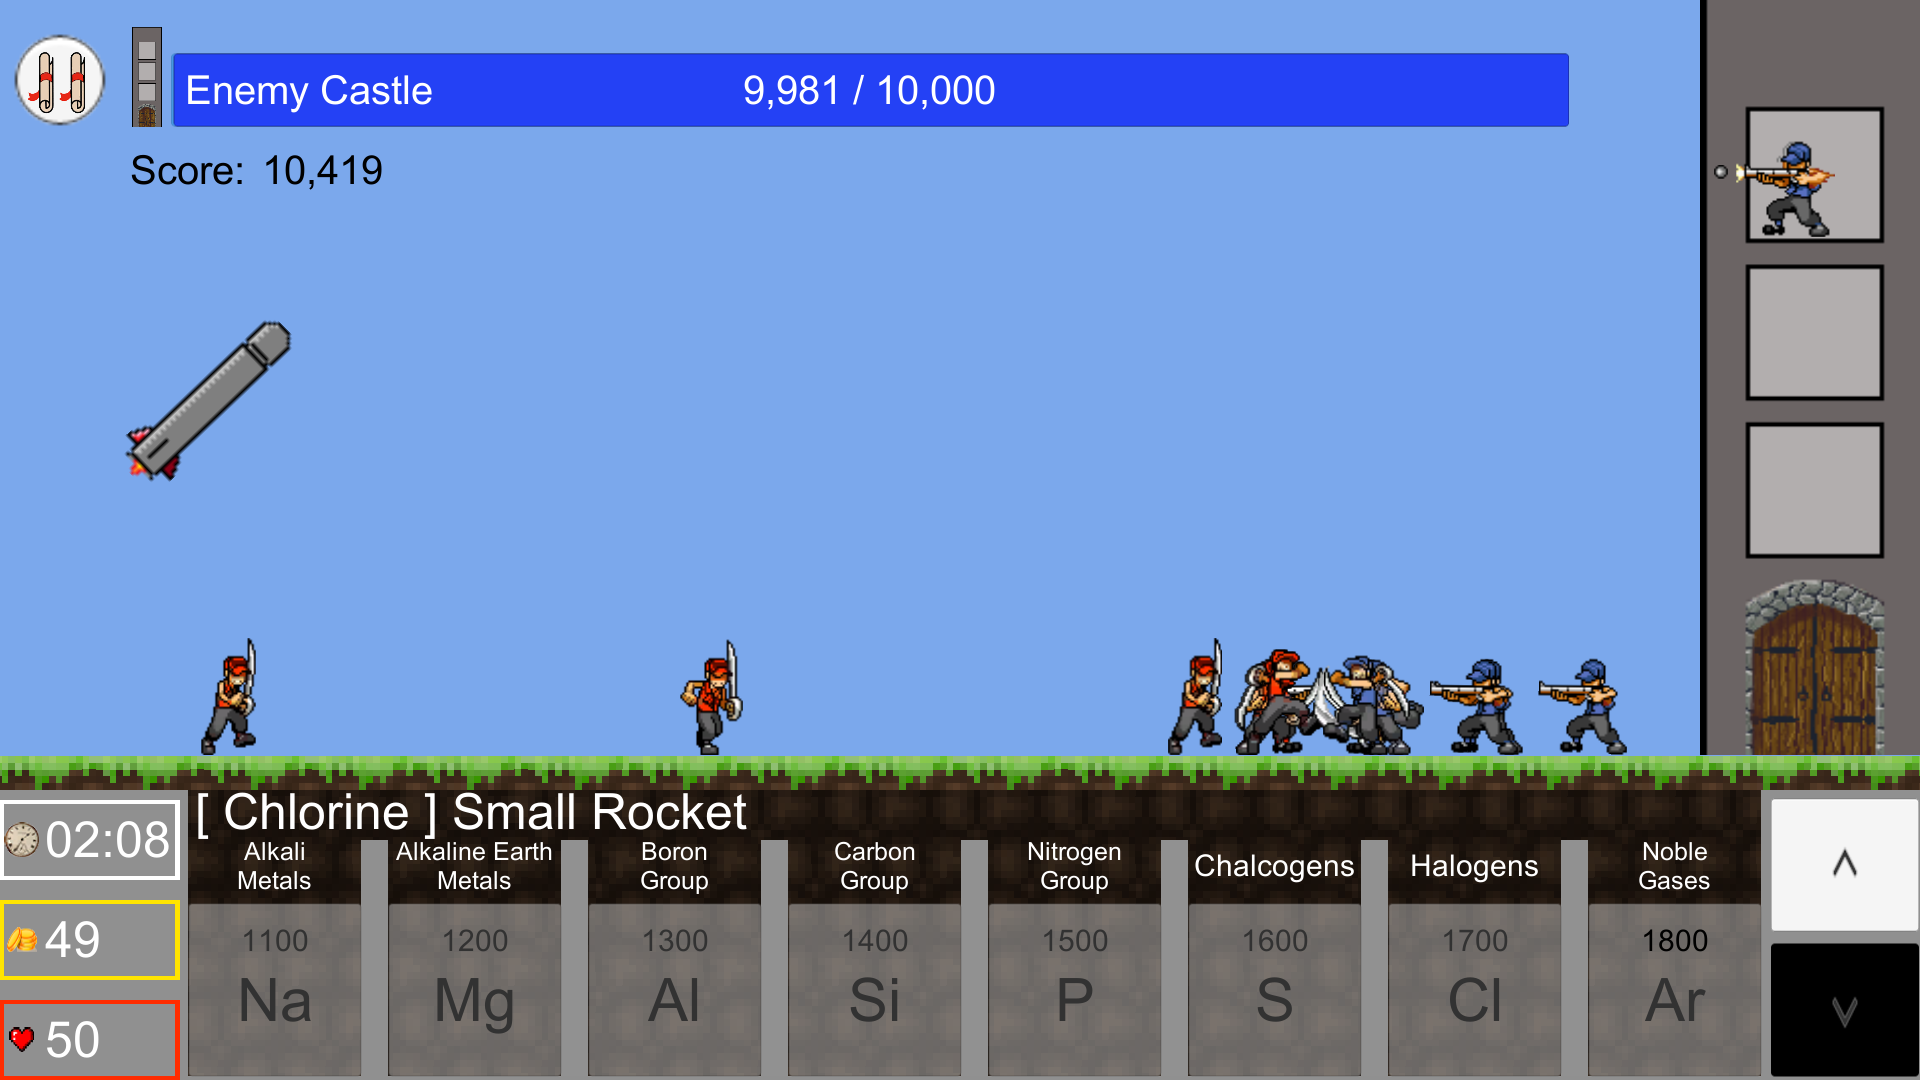 Enemy Castle 9,981 / 10,000
Score: 10,419
[ Chlorine ] Small Rocket
02:08
49
50
Alkali
Metals
1100
Na
Alkaline Earth
Metals
1200
Mg
Boron
Group
1300
Al
Carbon
Group
1400
Si
Nitrogen
Group
1500
P
Chalcogens
1600
S
Halogens
1700
Cl
Noble
Gases
1800
Ar